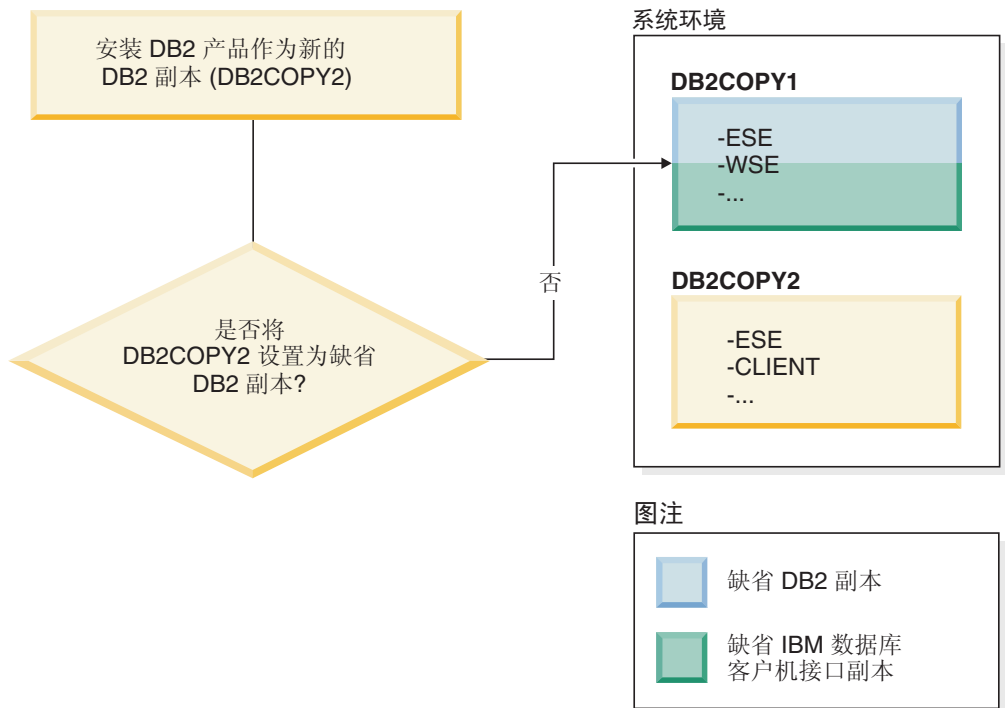 安装 DB2 产品作为新的
DB2 副本 (DB2COPY2)
是否将
DB2COPY2 设置为缺省
DB2 副本?
否
系统环境
DB2COPY1
-ESE
-WSE
-...
DB2COPY2
-ESE
-CLIENT
-...
图注
缺省 DB2 副本
缺省 IBM 数据库
客户机接口副本